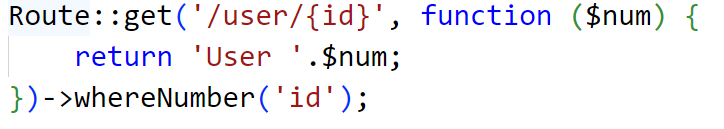 Route::get('/user/{id}', function ($num) {
    return 'User '.$num;
})->whereNumber('id');